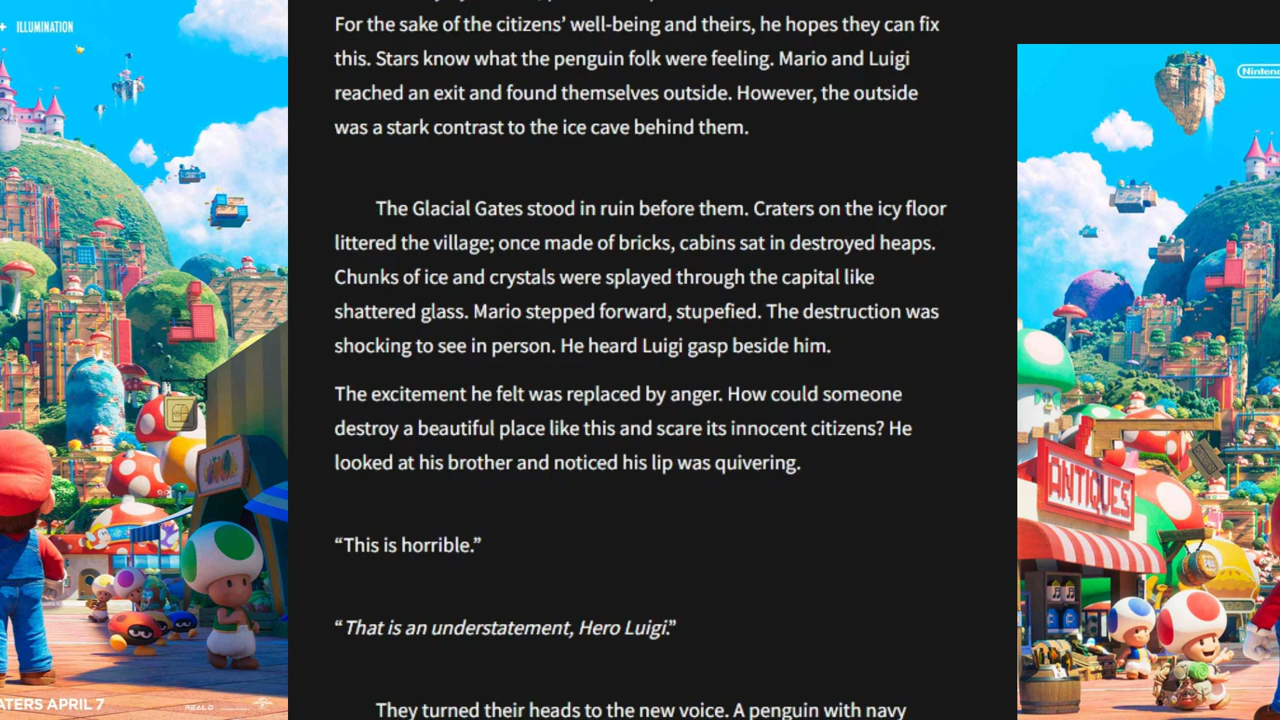 ILLUMINATION
For the sake of the citizens’ well-being and theirs, he hopes they can fix
this. Stars know what the penguin folk were feeling. Mario and Luigi
reached an exit and found themselves outside. However, the outside
was a stark contrast to the ice cave behind them.
The Glacial Gates stood in ruin before them. Craters on the icy floor
littered the village; once made of bricks, cabins sat in destroyed heaps.
Chunks of ice and crystals were splayed through the capital like
shattered glass. Mario stepped forward, stupefied. The destruction was
shocking to see in person. He heard Luigi gasp beside him.
The excitement he felt was replaced by anger. How could someone
destroy a beautiful place like this and scare its innocent citizens? He
looked at his brother and noticed his lip was quivering.
“This is horrible.”
“That is an understatement, Hero Luigi.”
They turned their heads to the new voice. A penguin with navy
ATERS APRIL 7
REALD
Ninten
ANTIQUES